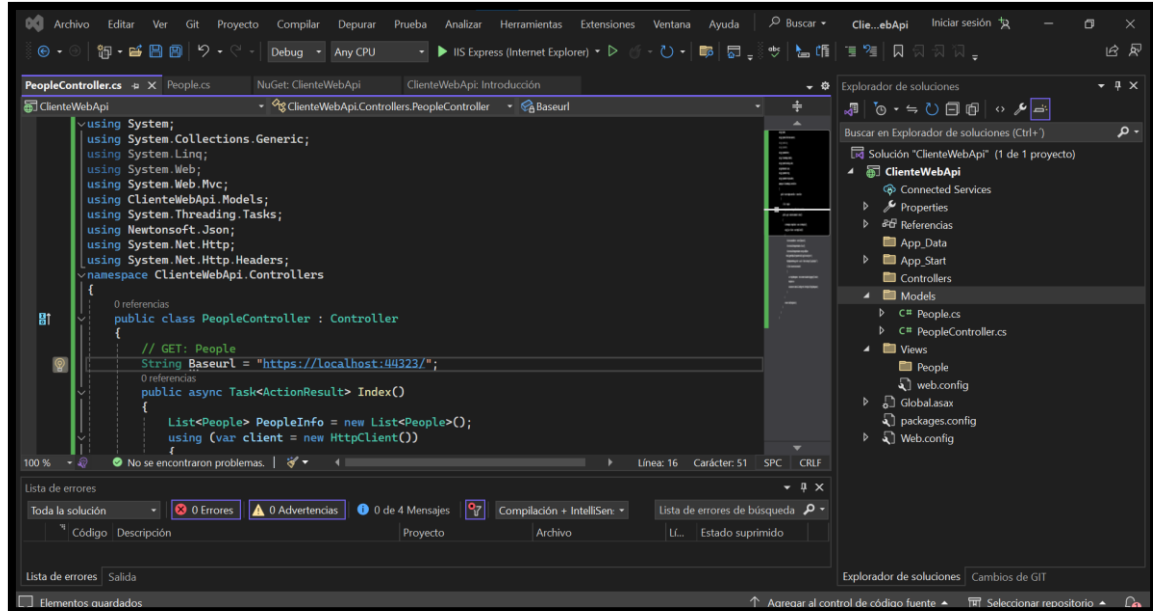 Archivo Editar Ver Git Proyecto Compilar Depurar Prueba Analizar Herramientas Extensiones Ventana Ayuda Buscar Clie...ebApi Iniciar sesión
Debug Any CPU IIS Express (Internet Explorer)
PeopleController.cs People.cs NuGet: ClienteWebApi ClienteWebApi: Introducción
ClienteWebApi ClienteWebApi.Controllers.PeopleController Baseurl
using System;
using System.Collections.Generic;
using System.Linq;
using System.Web;
using System.Web.Mvc;
using ClienteWebApi.Models;
using System.Threading.Tasks;
using Newtonsoft.Json;
using System.Net.Http;
using System.Net.Http.Headers;
namespace ClienteWebApi.Controllers
{
0 referencias
public class PeopleController : Controller
{
// GET: People
String Baseurl = "https://localhost:44323/";
0 referencias
public async Task<ActionResult> Index()
{
List<People> PeopleInfo = new List<People>();
using (var client = new HttpClient())
{
100 % No se encontraron problemas. Línea: 16 Carácter: 51 SPC CRLF
Lista de errores
Toda la solución 0 Errores 0 Advertencias 0 de 4 Mensajes Compilación + IntelliSen: Lista de errores de búsqueda
Código Descripción Proyecto Archivo Lí... Estado suprimido
Lista de errores Salida
Explorador de soluciones
Buscar en Explorador de soluciones (Ctrl+´)
Solución "ClienteWebApi" (1 de 1 proyecto)
ClienteWebApi
Connected Services
Properties
Referencias
App_Data
App_Start
Controllers
Models
C# People.cs
C# PeopleController.cs
Views
People
web.config
Global.asax
packages.config
Web.config
Explorador de soluciones Cambios de GIT
Elementos guardados Agregar al control de código fuente Seleccionar repositorio